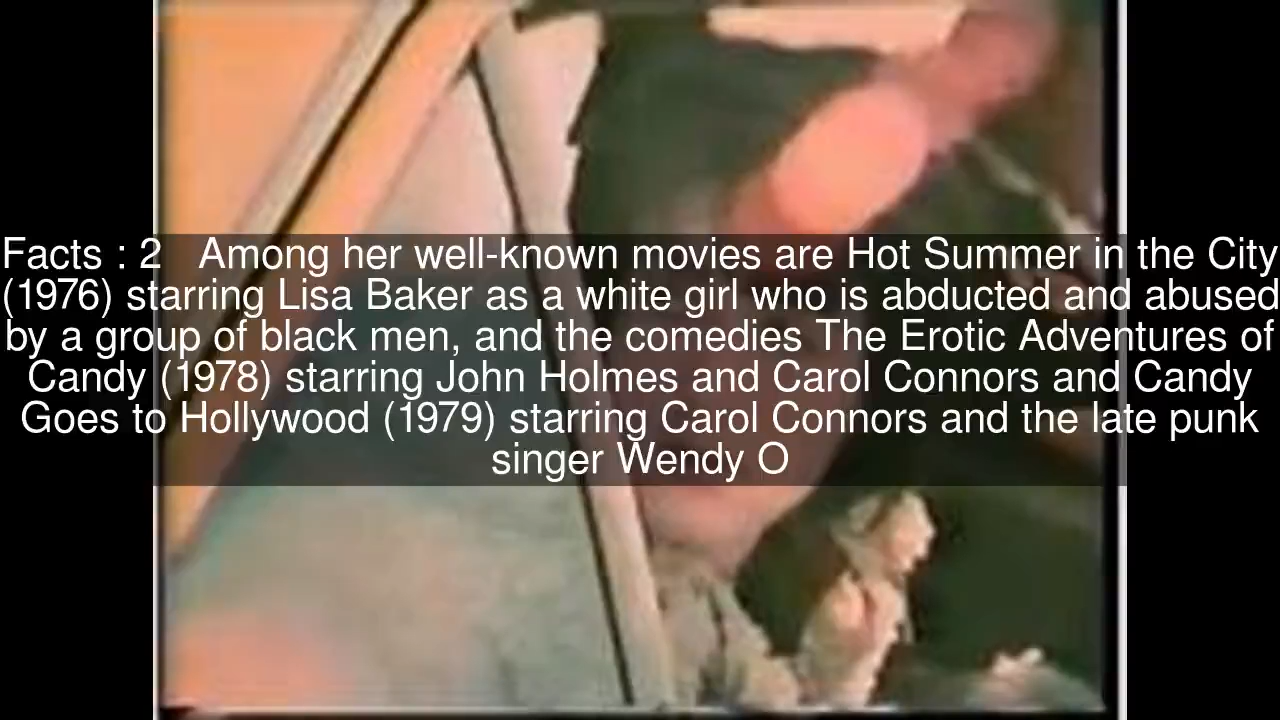 Facts : 2   Among her well-known movies are Hot Summer in the City
(1976) starring Lisa Baker as a white girl who is abducted and abused
by a group of black men, and the comedies The Erotic Adventures of
Candy (1978) starring John Holmes and Carol Connors and Candy
Goes to Hollywood (1979) starring Carol Connors and the late punk
singer Wendy O